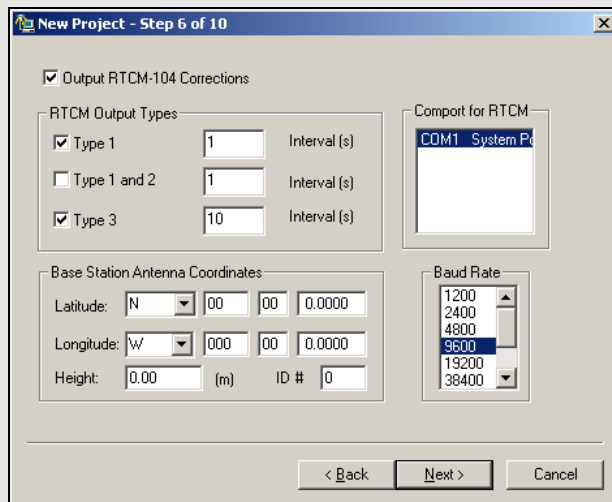 New Project - Step 6 of 10
Output RTCM-104 Corrections
RTCM Output Types
Type 1 1 Interval (s)
Type 1 and 2 1 Interval (s)
Type 3 10 Interval (s)
Comport for RTCM
COM1 System Po
Base Station Antenna Coordinates
Latitude: N 00 00 0.0000
Longitude: W 000 00 0.0000
Height: 0.00 (m) ID # 0
Baud Rate
1200
2400
4800
9600
19200
38400
< Back Next > Cancel